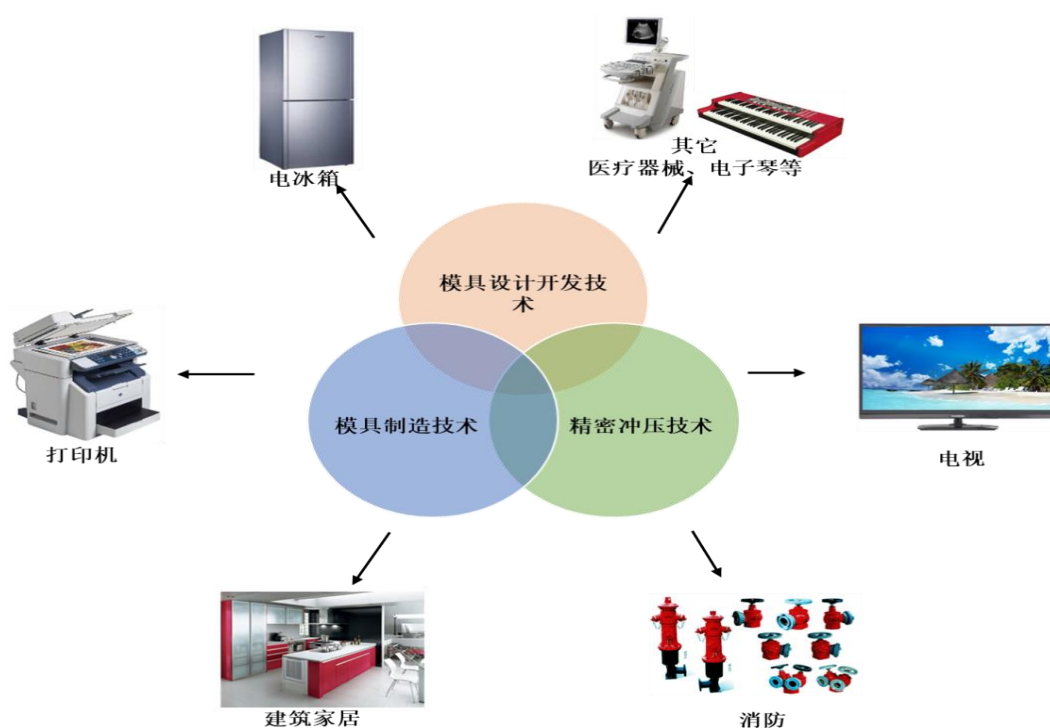 其它
医疗器械、电子琴等
电冰箱
模具设计开发技
术
模具制造技术
精密冲压技术
打印机
电视
建筑家居
消防